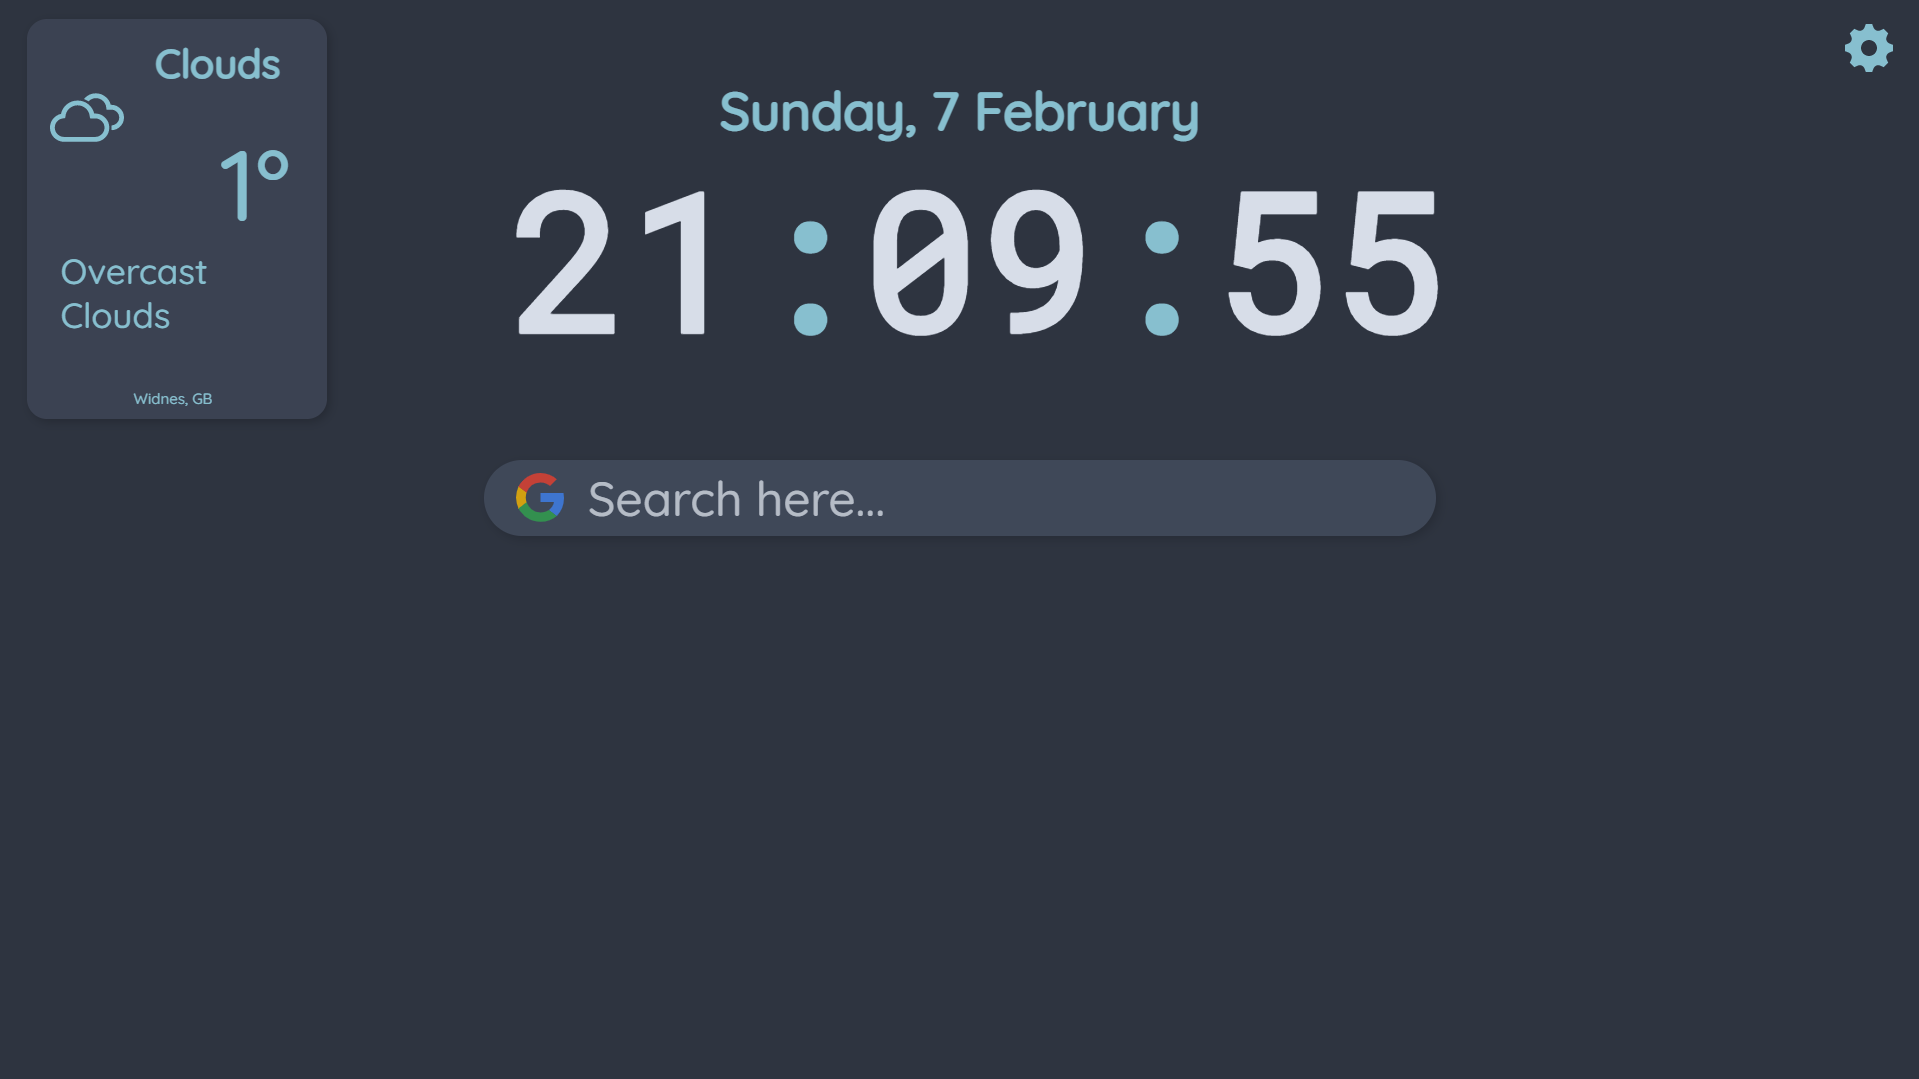 Clouds
1°
Overcast
Clouds
Widnes, GB
Sunday, 7 February
21:09:55
Search here...